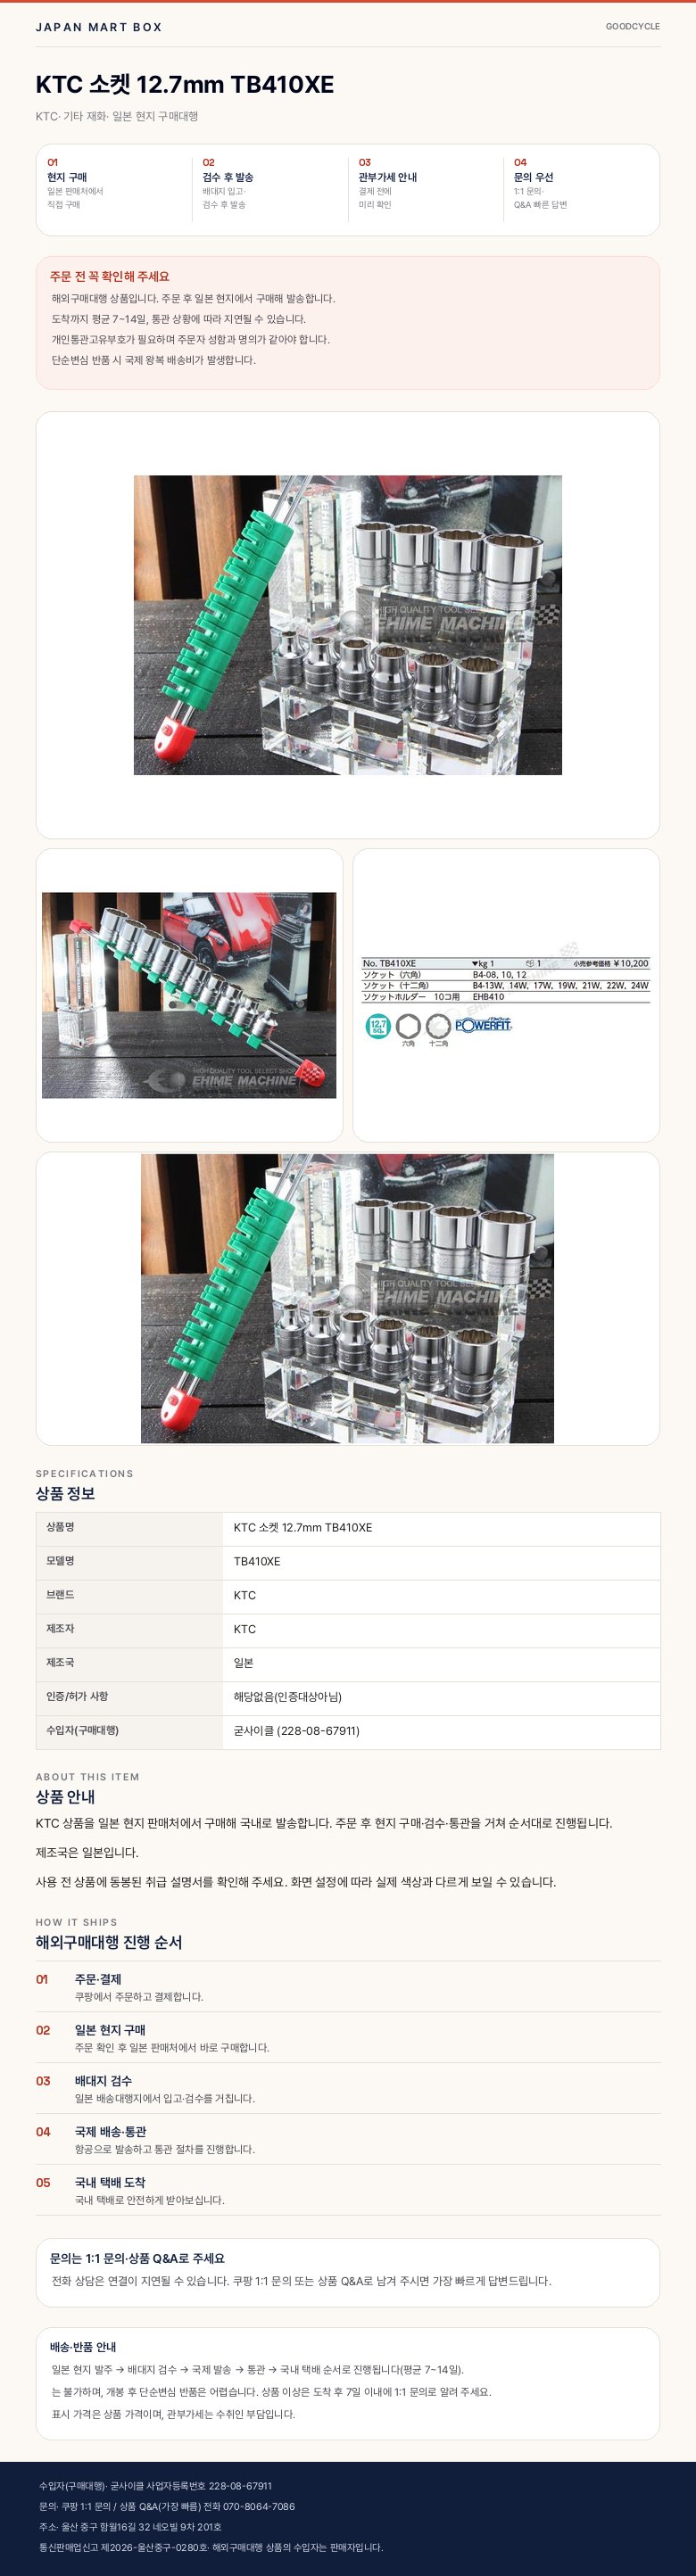 JAPAN MART BOX
GOODCYCLE
KTC 소켓 12.7mm TB410XE
KTC· 기타 재화· 일본 현지 구매대행
01
현지 구매
일본 판매처에서
직접 구매
02
검수 후 발송
배대지 입고·
검수 후 발송
03
관부가세 안내
결제 전에
미리 확인
04
문의 우선
1:1 문의·
Q&A 빠른 답변
주문 전 꼭 확인해 주세요
해외구매대행 상품입니다. 주문 후 일본 현지에서 구매해 발송합니다.
도착까지 평균 7~14일, 통관 상황에 따라 지연될 수 있습니다.
개인통관고유부호가 필요하며 주문자 성함과 명의가 같아야 합니다.
단순변심 반품 시 국제 왕복 배송비가 발생합니다.
HIGH QUALITY TOOL SELECT
EHIME MACHINE
HIGH QUALITY TOOL SELECT SHOP
EHIME MACHINE
No. TB410XE ▼kg 1 1 小売参考価格 ¥10,200
ソケット（六角） B4-08, 10, 12
ソケット（十二角） B4-13W, 14W, 17W, 19W, 21W, 22W, 24W
ソケットホルダー 10コ用 EHB410
12.7
六角
十二角
POWERFIT
HIGH QUALITY TOOL SELECT
EHIME MACHINE
SPECIFICATIONS
상품 정보
상품명 KTC 소켓 12.7mm TB410XE
모델명 TB410XE
브랜드 KTC
제조자 KTC
제조국 일본
인증/허가 사항 해당없음(인증대상아님)
수입자(구매대행) 굳사이클 (228-08-67911)
ABOUT THIS ITEM
상품 안내
KTC 상품을 일본 현지 판매처에서 구매해 국내로 발송합니다. 주문 후 현지 구매·검수·통관을 거쳐 순서대로 진행됩니다.
제조국은 일본입니다.
사용 전 상품에 동봉된 취급 설명서를 확인해 주세요. 화면 설정에 따라 실제 색상과 다르게 보일 수 있습니다.
HOW IT SHIPS
해외구매대행 진행 순서
01 주문·결제
쿠팡에서 주문하고 결제합니다.
02 일본 현지 구매
주문 확인 후 일본 판매처에서 바로 구매합니다.
03 배대지 검수
일본 배송대행지에서 입고·검수를 거칩니다.
04 국제 배송·통관
항공으로 발송하고 통관 절차를 진행합니다.
05 국내 택배 도착
국내 택배로 안전하게 받아보십니다.
문의는 1:1 문의·상품 Q&A로 주세요
전화 상담은 연결이 지연될 수 있습니다. 쿠팡 1:1 문의 또는 상품 Q&A로 남겨 주시면 가장 빠르게 답변드립니다.
배송·반품 안내
일본 현지 발주 → 배대지 검수 → 국제 발송 → 통관 → 국내 택배 순서로 진행됩니다(평균 7~14일).
는 불가하며, 개봉 후 단순변심 반품은 어렵습니다. 상품 이상은 도착 후 7일 이내에 1:1 문의로 알려 주세요.
표시 가격은 상품 가격이며, 관부가세는 수취인 부담입니다.
수입자(구매대행)· 굳사이클 사업자등록번호 228-08-67911
문의· 쿠팡 1:1 문의 / 상품 Q&A(가장 빠름) 전화 070-8064-7086
주소· 울산 중구 함월16길 32 네오빌 9차 201호
통신판매업신고 제2026-울산중구-0280호· 해외구매대행 상품의 수입자는 판매자입니다.